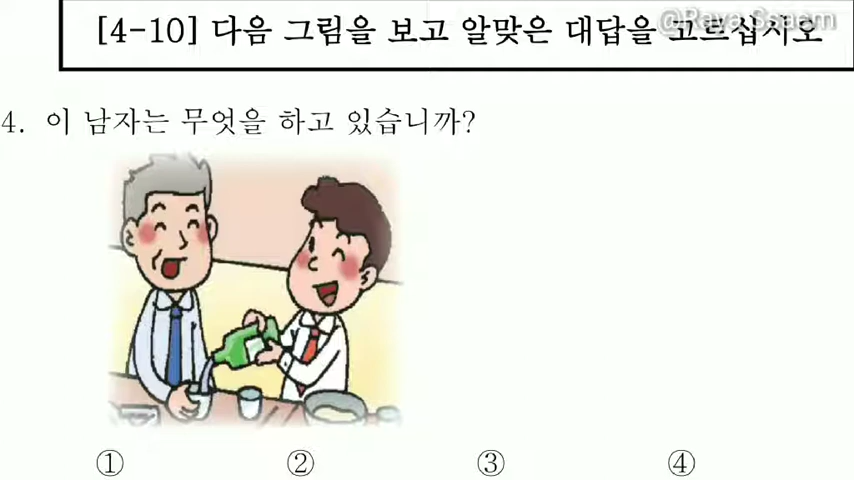 @Raya Ssaem
[4-10] 다음 그림을 보고 알맞은 대답을 고르십시오
4. 이 남자는 무엇을 하고 있습니까?
① ② ③ ④